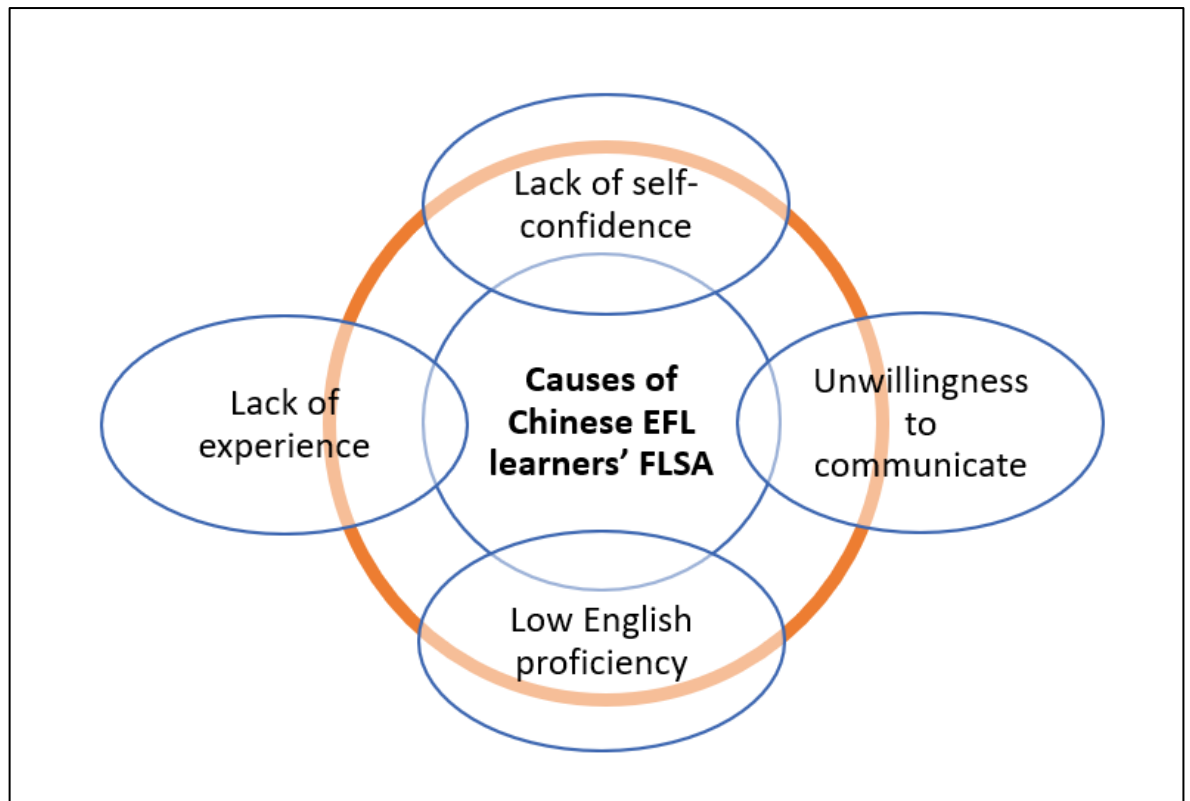 Lack of self-
confidence
Lack of
experience
Causes of
Chinese EFL
learners’ FLSA
Unwillingness
to
communicate
Low English
proficiency